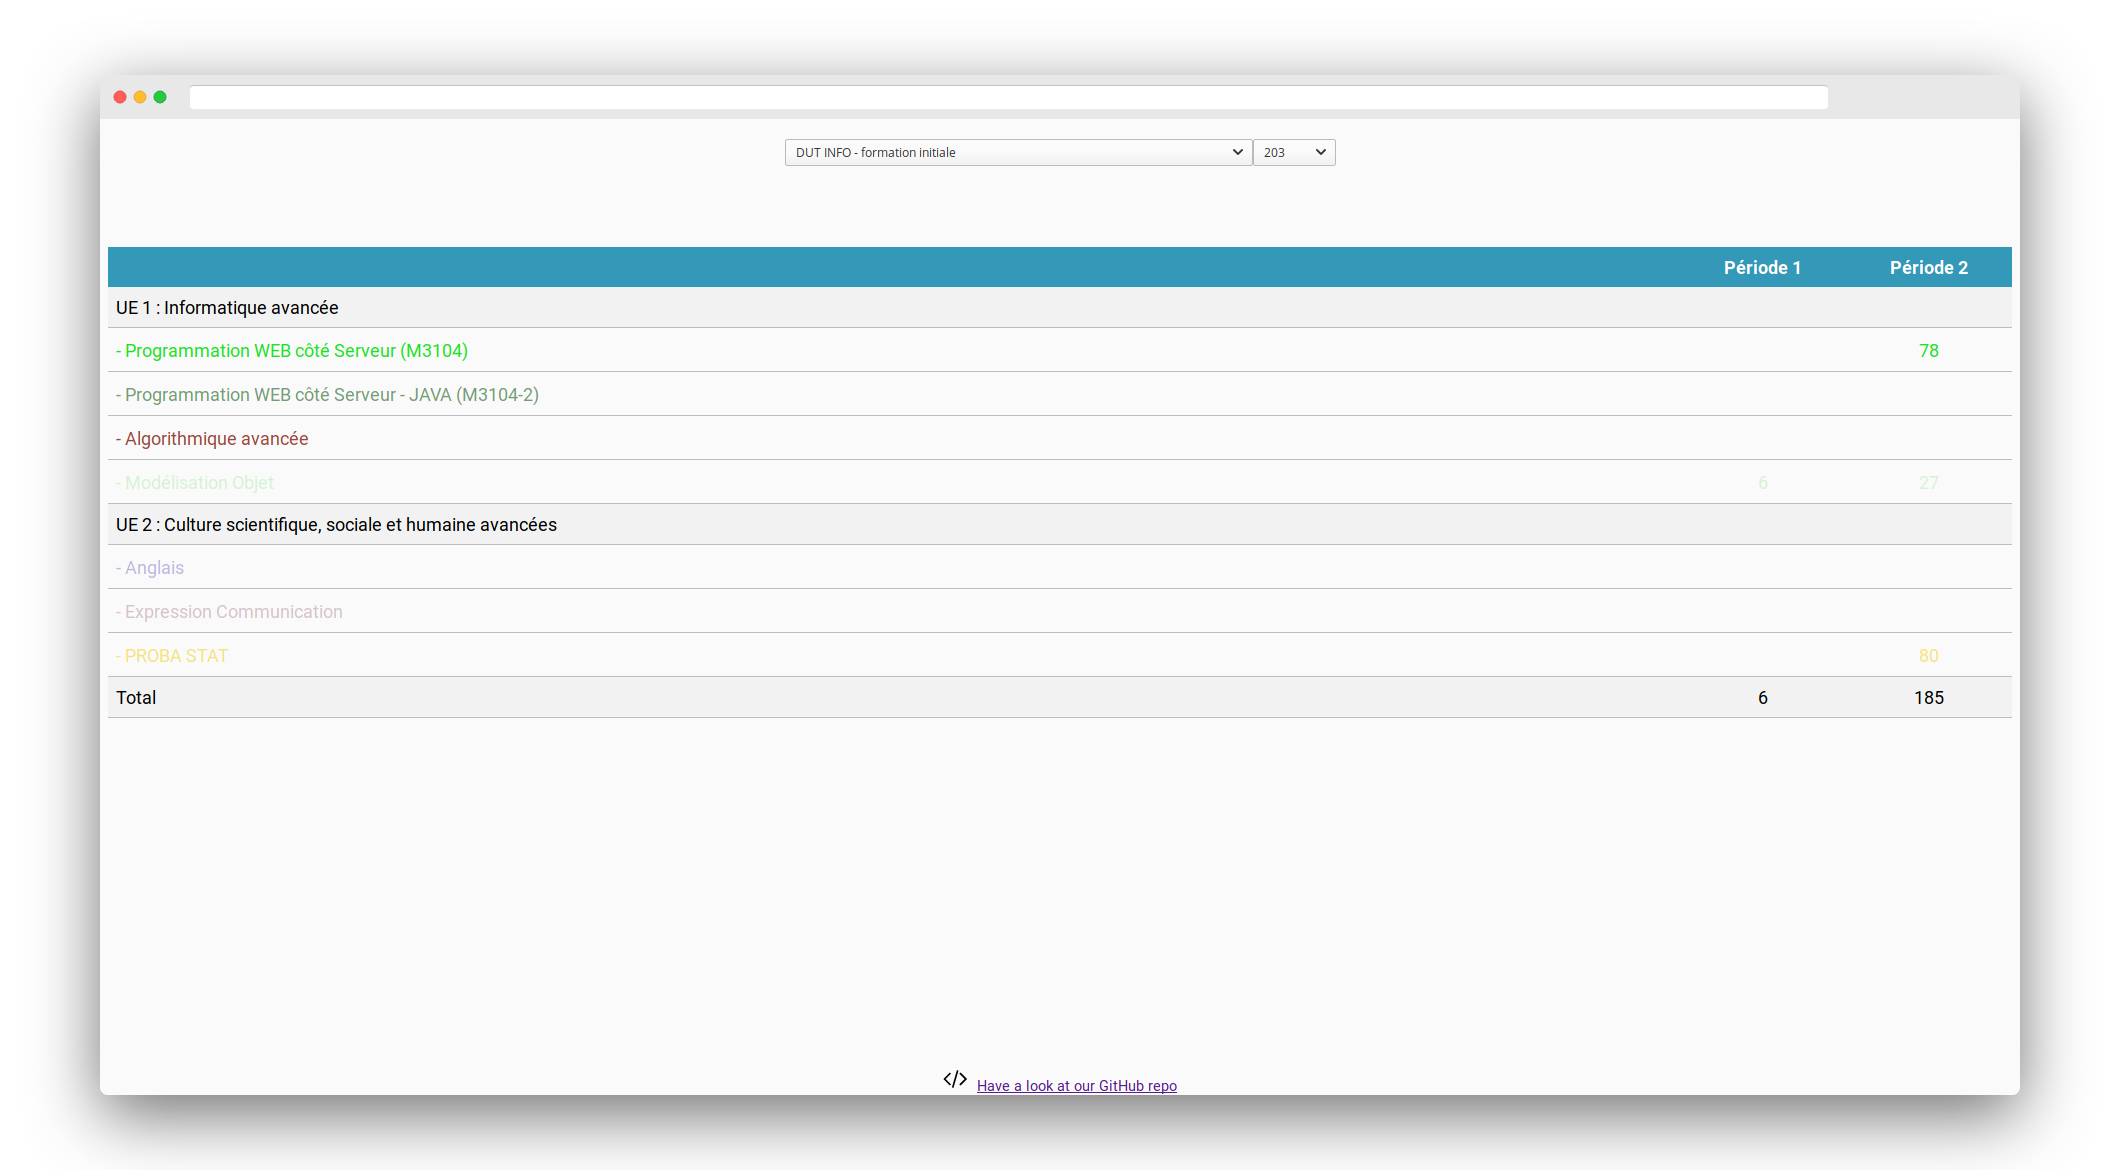 DUT INFO - formation initiale 203
Période 1 Période 2
UE 1 : Informatique avancée
- Programmation WEB côté Serveur (M3104) 78
- Programmation WEB côté Serveur - JAVA (M3104-2)
- Algorithmique avancée
- Modélisation Objet 6 27
UE 2 : Culture scientifique, sociale et humaine avancées
- Anglais
- Expression Communication
- PROBA STAT 80
Total 6 185
</> Have a look at our GitHub repo